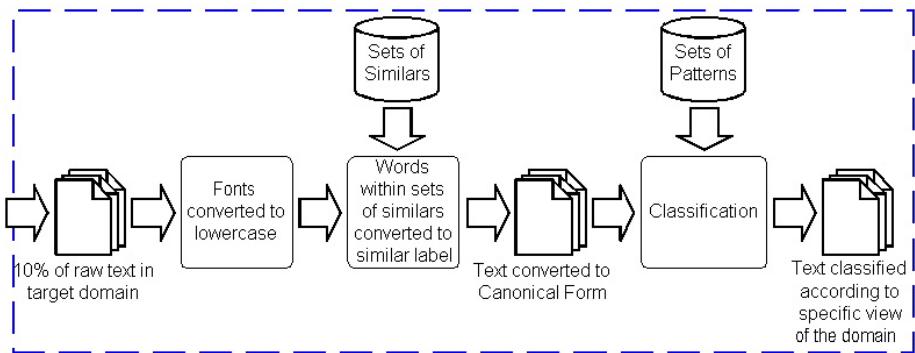 Sets of
Similars
Sets of
Patterns
Fonts
converted to
lowercase
Words
within sets
of similars
converted to
similar label
Classification
10% of raw text in
target domain
Text converted to
Canonical Form
Text classified
according to
specific view
of the domain